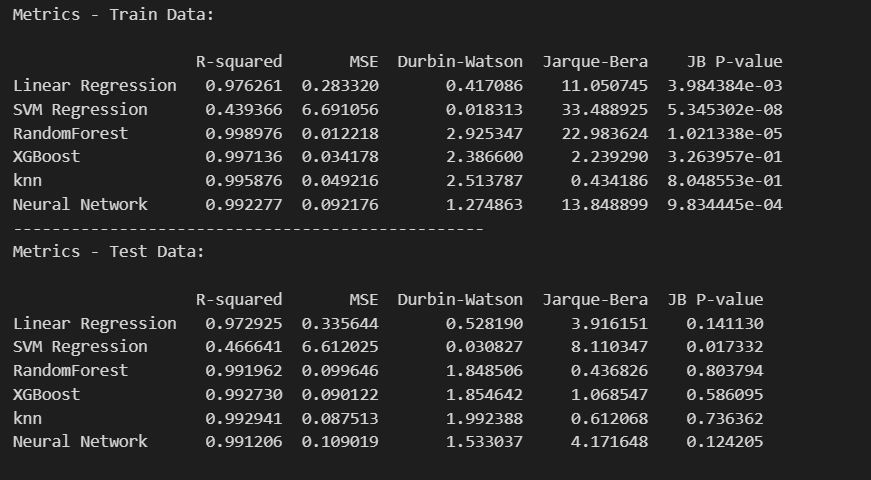 Metrics - Train Data:
R-squared MSE Durbin-Watson Jarque-Bera JB P-value
Linear Regression 0.976261 0.283320 0.417086 11.050745 3.984384e-03
SVM Regression 0.439366 6.691056 0.018313 33.488925 5.345302e-08
RandomForest 0.998976 0.012218 2.925347 22.983624 1.021338e-05
XGBoost 0.997136 0.034178 2.386600 2.239290 3.263957e-01
knn 0.995876 0.049216 2.513787 0.434186 8.048553e-01
Neural Network 0.992277 0.092176 1.274863 13.848899 9.834445e-04
-------------------------------------------------
Metrics - Test Data:
R-squared MSE Durbin-Watson Jarque-Bera JB P-value
Linear Regression 0.972925 0.335644 0.528190 3.916151 0.141130
SVM Regression 0.466641 6.612025 0.030827 8.110347 0.017332
RandomForest 0.991962 0.099646 1.848506 0.436826 0.803794
XGBoost 0.992730 0.090122 1.854642 1.068547 0.586095
knn 0.992941 0.087513 1.992388 0.612068 0.736362
Neural Network 0.991206 0.109019 1.533037 4.171648 0.124205